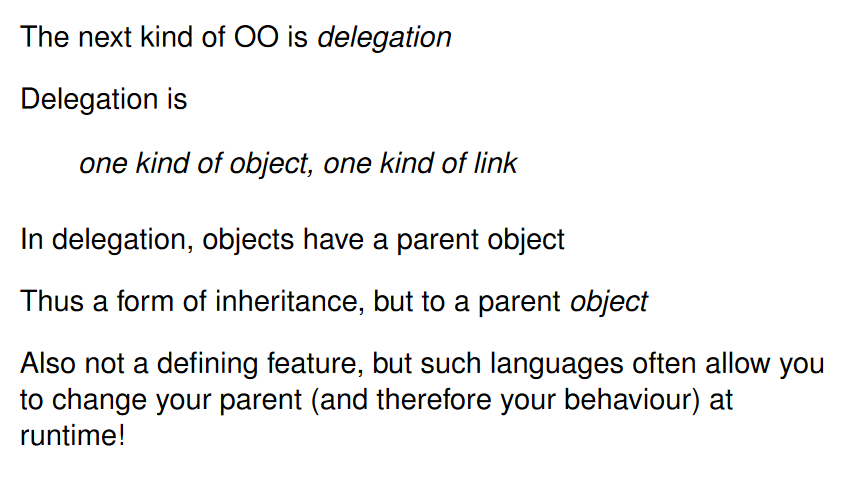 The next kind of OO is delegation
Delegation is
one kind of object, one kind of link
In delegation, objects have a parent object
Thus a form of inheritance, but to a parent object
Also not a defining feature, but such languages often allow you
to change your parent (and therefore your behaviour) at
runtime!